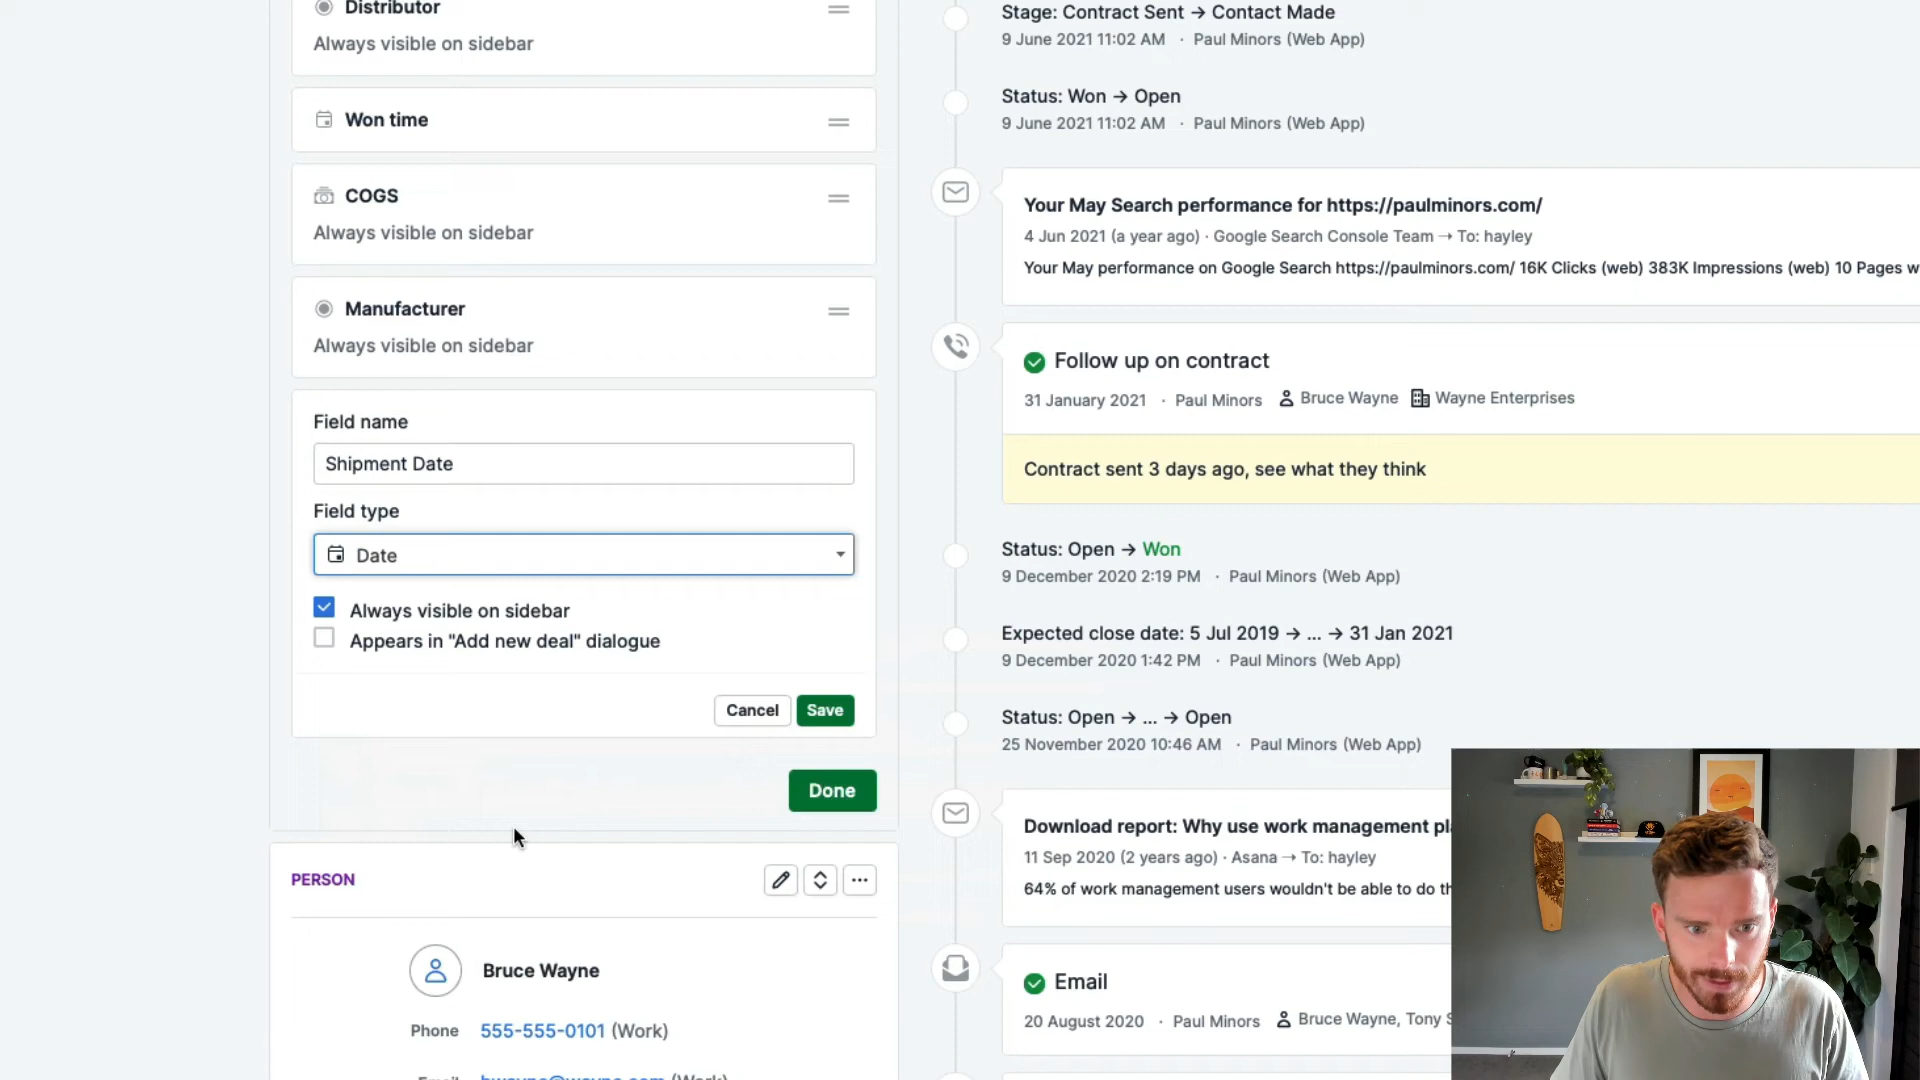 Distributor
Always visible on sidebar
Won time
COGS
Always visible on sidebar
Manufacturer
Always visible on sidebar
Field name
Shipment Date
Field type
Date
Always visible on sidebar
Appears in "Add new deal" dialogue
Cancel
Save
Done
PERSON
Bruce Wayne
Phone 555-555-0101 (Work)
Stage: Contract Sent → Contact Made
9 June 2021 11:02 AM · Paul Minors (Web App)
Status: Won → Open
9 June 2021 11:02 AM · Paul Minors (Web App)
Your May Search performance for https://paulminors.com/
4 Jun 2021 (a year ago) · Google Search Console Team → To: hayley
Your May performance on Google Search https://paulminors.com/ 16K Clicks (web) 383K Impressions (web) 10 Pages w
Follow up on contract
31 January 2021 · Paul Minors Bruce Wayne Wayne Enterprises
Contract sent 3 days ago, see what they think
Status: Open → Won
9 December 2020 2:19 PM · Paul Minors (Web App)
Expected close date: 5 Jul 2019 → ... → 31 Jan 2021
9 December 2020 1:42 PM · Paul Minors (Web App)
Status: Open → ... → Open
25 November 2020 10:46 AM · Paul Minors (Web App)
Download report: Why use work management pl
11 Sep 2020 (2 years ago) · Asana → To: hayley
64% of work management users wouldn't be able to do th
Email
20 August 2020 · Paul Minors Bruce Wayne, Tony S